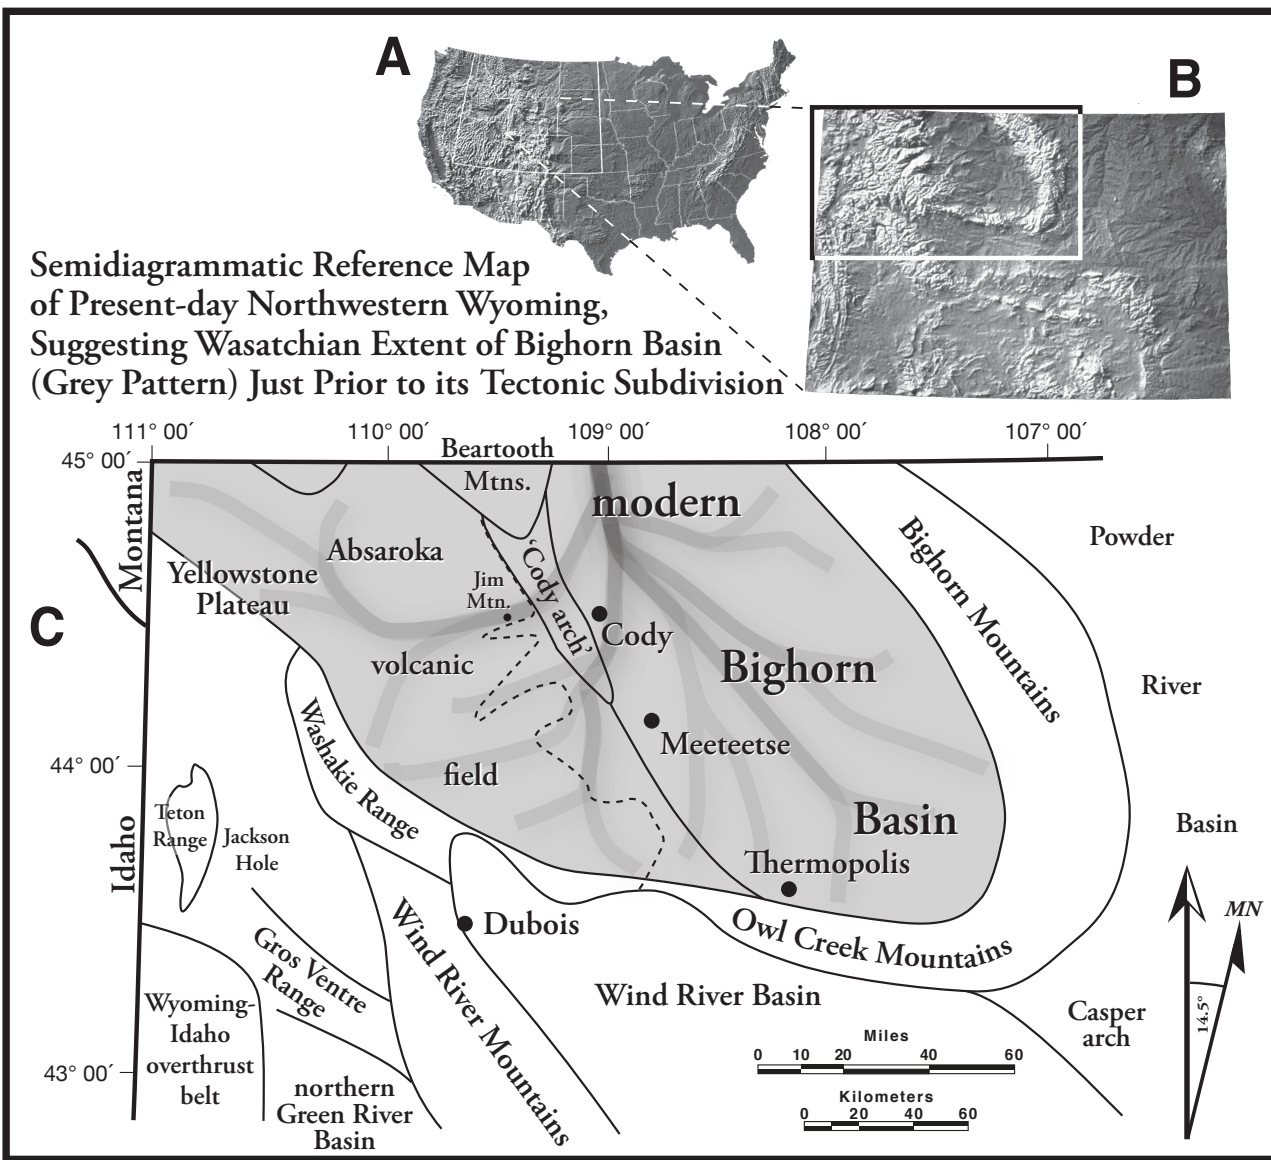 A
B
Semidiagrammatic Reference Map
of Present-day Northwestern Wyoming,
Suggesting Wasatchian Extent of Bighorn Basin
(Grey Pattern) Just Prior to its Tectonic Subdivision
111° 00´
110° 00´
109° 00´
108° 00´
107° 00´
45° 00´
Beartooth
Mtns.
modern
Montana
Absaroka
Yellowstone
Plateau
Jim
Mtn.
‘Cody arch’
Bighorn Mountains
Powder
C
Cody
volcanic
Bighorn
River
Washakie Range
Meeteetse
44° 00´
field
Teton
Range
Jackson
Hole
Basin
Basin
Idaho
Thermopolis
Dubois
Owl Creek Mountains
MN
Gros Ventre
Range
Wind River Mountains
Wind River Basin
Wyoming-
Idaho
overthrust
belt
Casper
arch
14.5°
Miles
0 10 20 40 60
43° 00´
northern
Green River
Basin
Kilometers
0 20 40 60